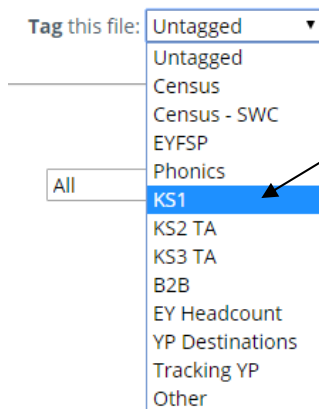 Tag this file: Untagged
Untagged
Census
Census - SWC
EYFSP
Phonics
All
KS1
KS2 TA
KS3 TA
B2B
EY Headcount
YP Destinations
Tracking YP
Other